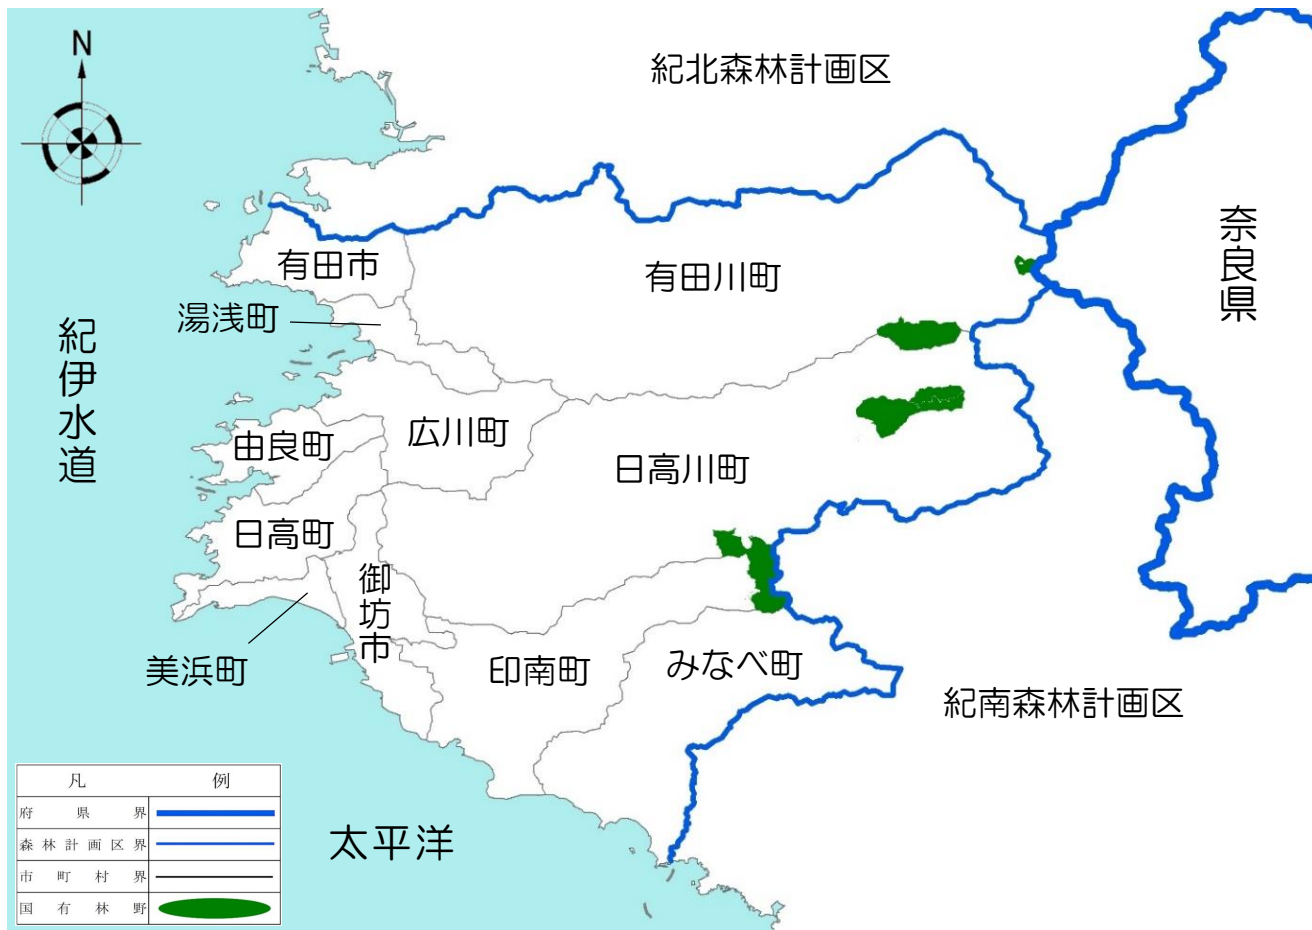 N
紀北森林計画区
奈良県
有田市
有田川町
湯浅町
紀伊水道
広川町
由良町
日高川町
日高町
御坊市
美浜町
印南町
みなべ町
紀南森林計画区
太平洋
凡例
府県界
森林計画区界
市町村界
国有林野